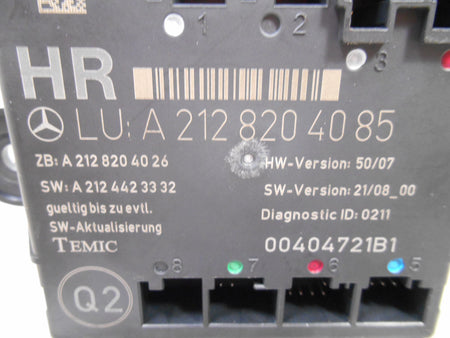 1 2 3
HR
LU: A 212 820 40 85
ZB: A 212 820 40 26
HW-Version: 50/07
SW: A 212 442 33 32
SW-Version: 21/08_00
gueltig bis zu evtl.
Diagnostic ID: 0211
SW-Aktualisierung
TEMIC
00404721B1
8 7 6 5
Q2